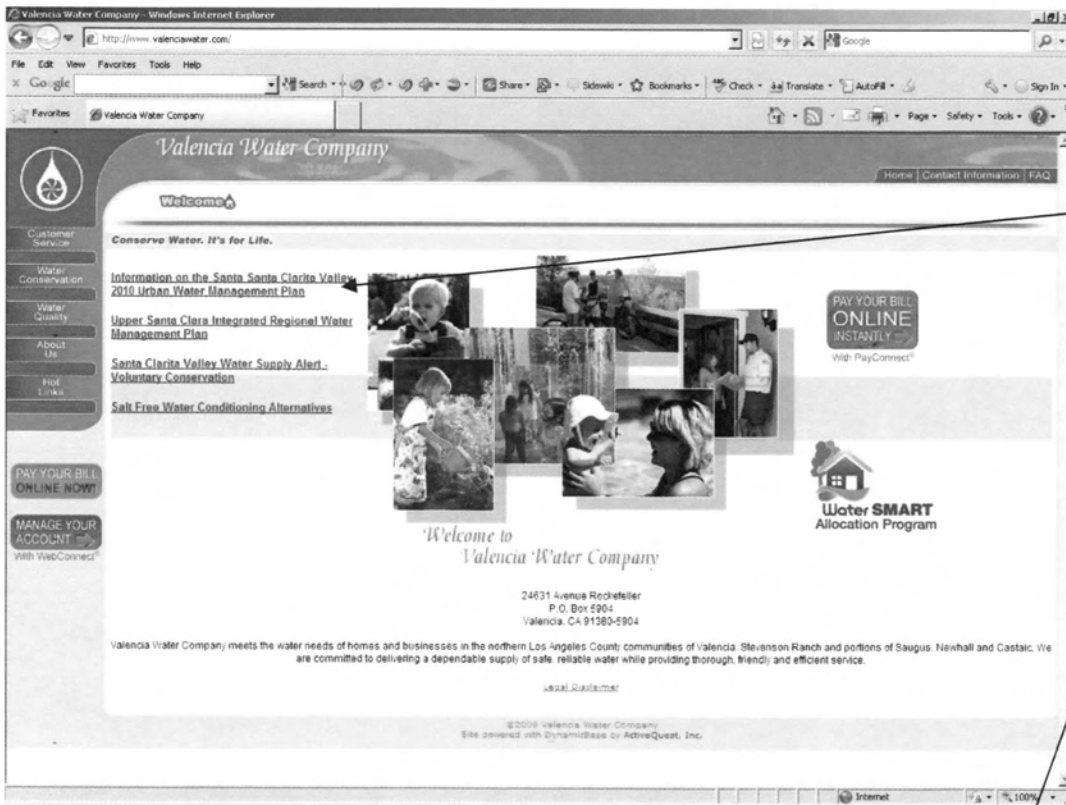 Valencia Water Company - Windows Internet Explorer
http://www.valenciawater.com/
Google
File Edit View Favorites Tools Help
x Google Search Share Sidewiki Bookmarks Check Translate AutoFill Sign In
Favorites Valencia Water Company Page Safety Tools
Valencia Water Company
Home | Contact Information | FAQ
Welcome
Customer
Service
Water
Conservation
Water
Quality
About
Us
Hot
Links
PAY YOUR BILL
ONLINE NOW!
MANAGE YOUR
ACCOUNT
With WebConnect®
Conserve Water. It's for Life.
Information on the Santa Santa Clarita Valley
2010 Urban Water Management Plan
Upper Santa Clara Integrated Regional Water
Management Plan
Santa Clarita Valley Water Supply Alert -
Voluntary Conservation
Salt Free Water Conditioning Alternatives
PAY YOUR BILL
ONLINE
INSTANTLY
With PayConnect®
Water SMART
Allocation Program
Welcome to
Valencia Water Company
24631 Avenue Rockefeller
P.O. Box 5904
Valencia, CA 91380-5904
Valencia Water Company meets the water needs of homes and businesses in the northern Los Angeles County communities of Valencia, Stevenson Ranch and portions of Saugus, Newhall and Castaic. We
are committed to delivering a dependable supply of safe, reliable water while providing thorough, friendly and efficient service.
Legal Disclaimer
©2009 Valencia Water Company
Site powered with DynamicBase by ActiveQuest, Inc.
Internet 100%